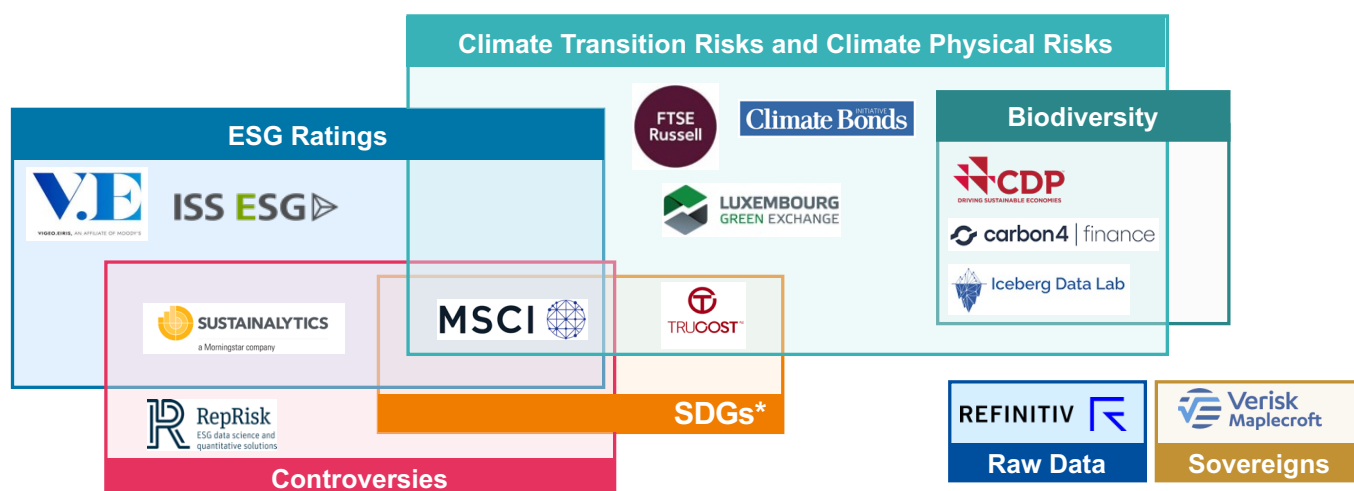 Climate Transition Risks and Climate Physical Risks
FTSE
Russell
INITIATIVE
Climate Bonds
Biodiversity
ESG Ratings
V.E
VIGEO.EIRIS, AN AFFILIATE OF MOODY'S
ISS ESG
LUXEMBOURG
GREEN EXCHANGE
CDP
DRIVING SUSTAINABLE ECONOMIES
carbon4 | finance
Iceberg Data Lab
SUSTAINALYTICS
a Morningstar company
MSCI
TRUCOST™
RepRisk
ESG data science and
quantitative solutions
SDGs*
Controversies
REFINITIV
Raw Data
Verisk
Maplecroft
Sovereigns